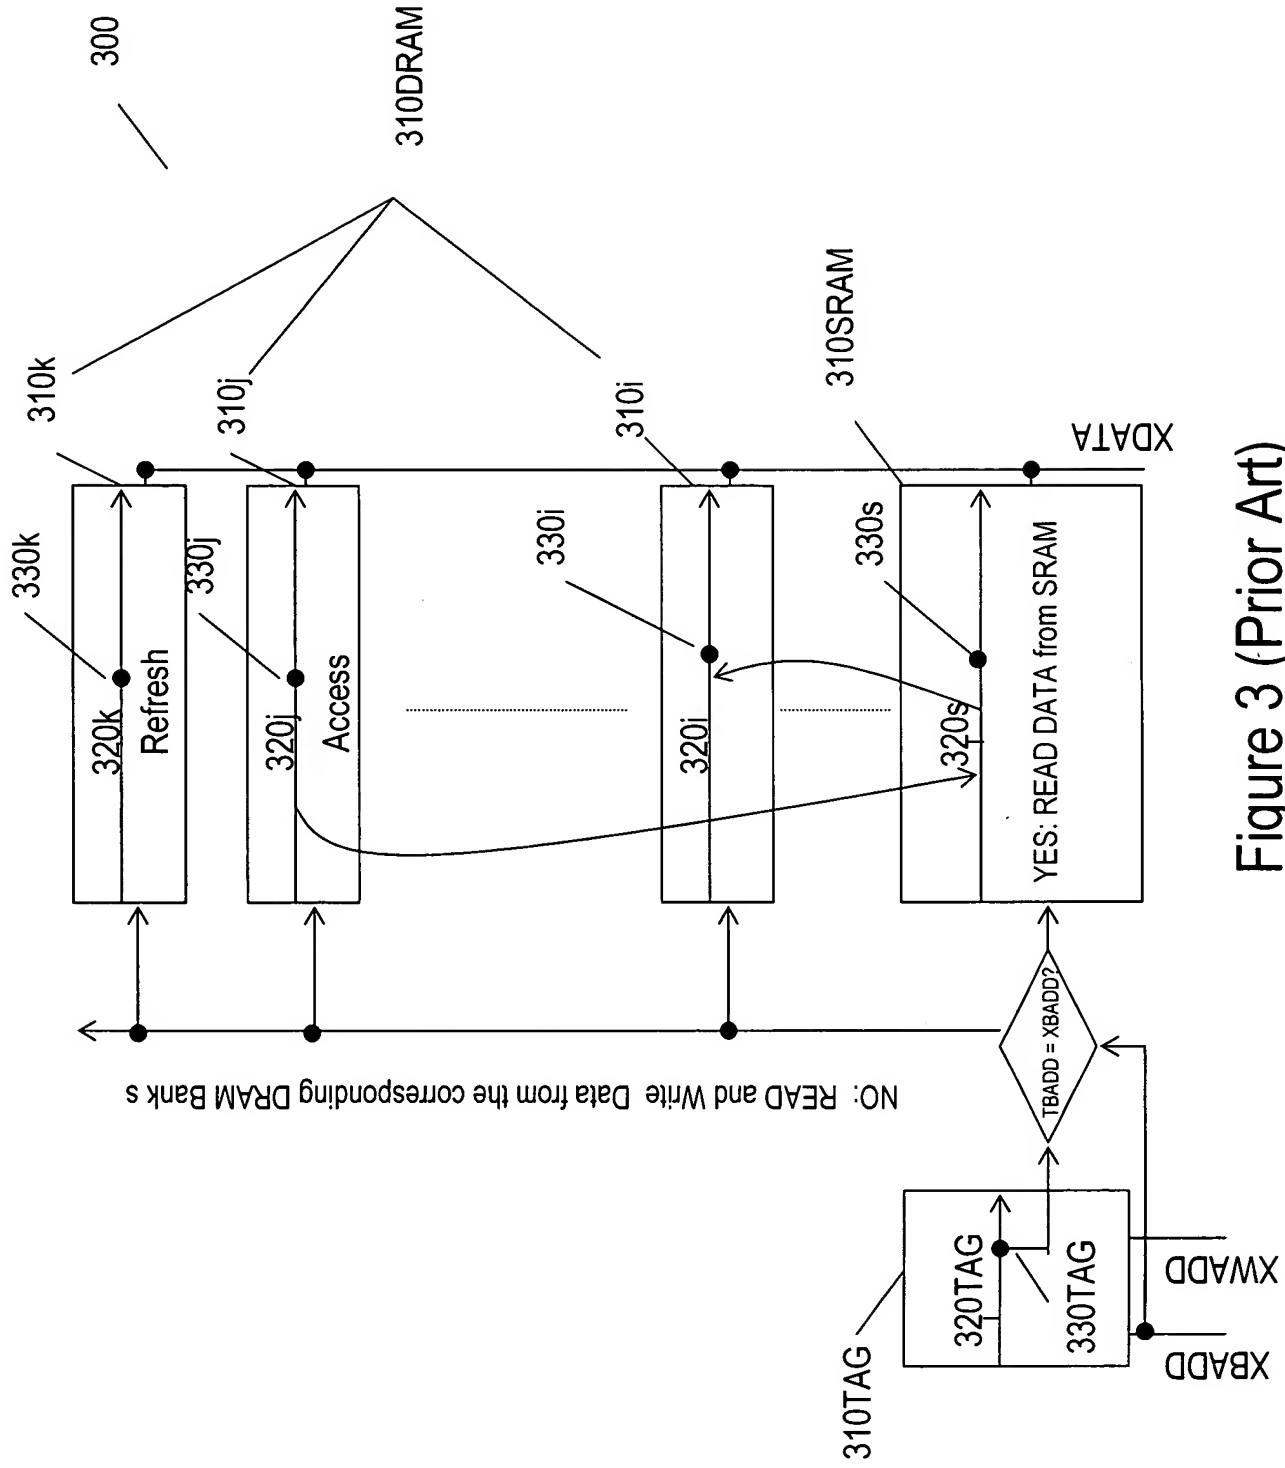 300
310DRAM
310k
310j
310i
310SRAM
330k
330j
330i
330s
XDATA
320k
Refresh
320j
Access
320i
320s
YES: READ DATA from SRAM
NO: READ and Write Data from the corresponding DRAM Bank s
TBADD = XBADD?
310TAG
320TAG
330TAG
XWADD
XBADD
Figure 3 (Prior Art)